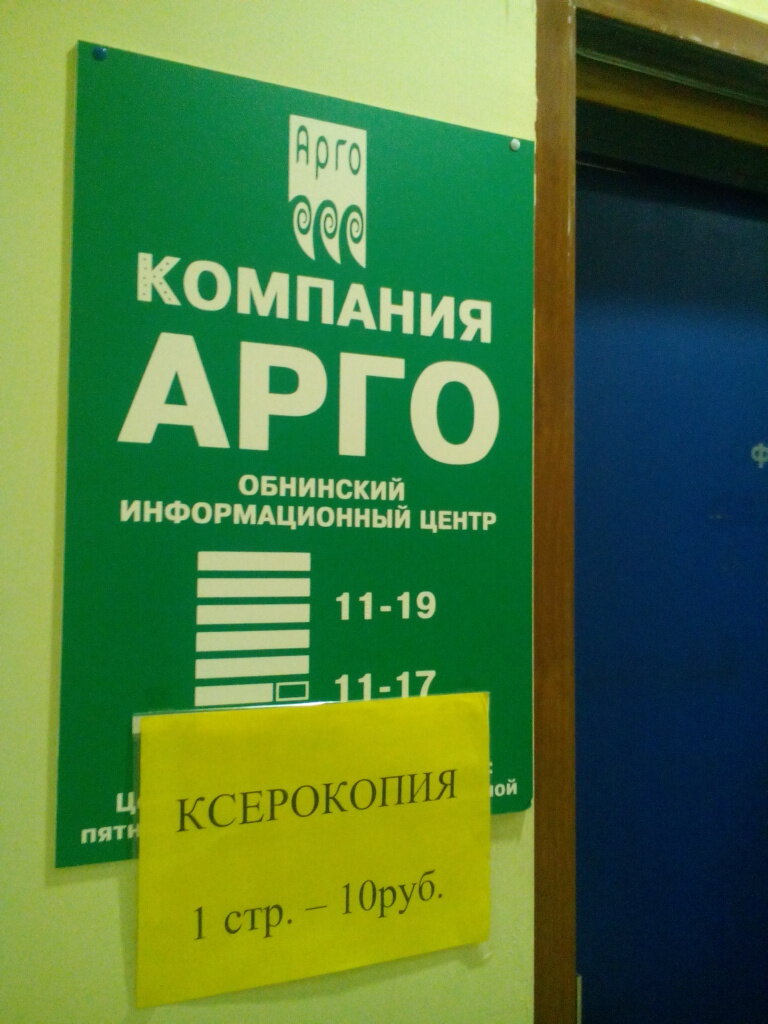 Арго
КОМПАНИЯ
АРГО
ОБНИНСКИЙ
ИНФОРМАЦИОННЫЙ ЦЕНТР
11-19
11-17
КСЕРОКОПИЯ
1 стр. – 10руб.